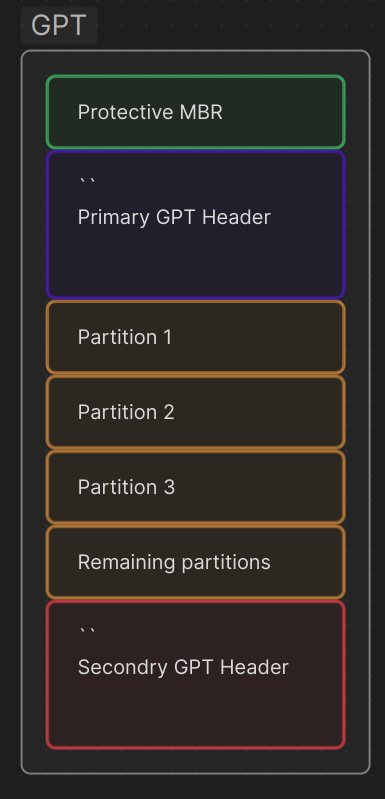 GPT
Protective MBR
``
Primary GPT Header
Partition 1
Partition 2
Partition 3
Remaining partitions
``
Secondry GPT Header